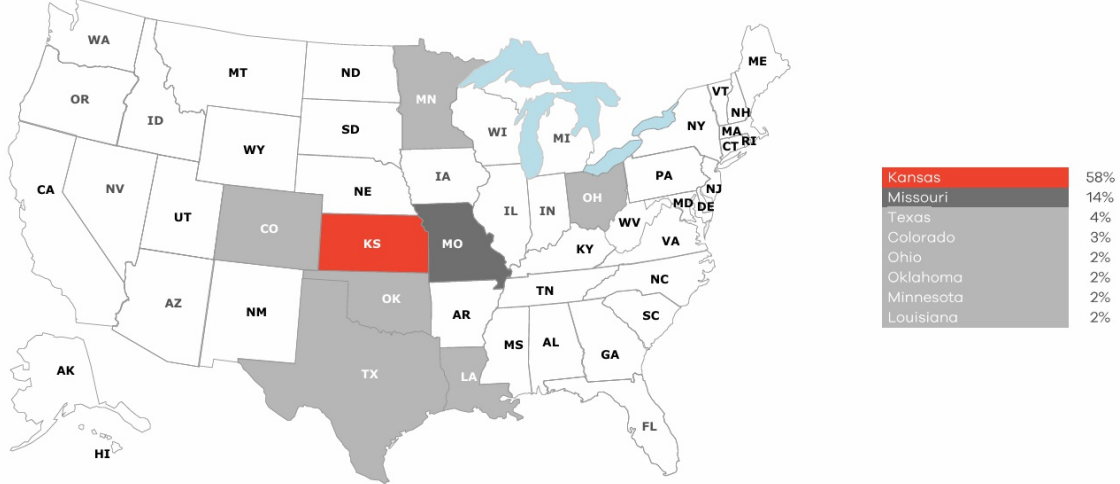 WA
ME
MT
ND
VT
OR
MN
NH
ID
SD
WI
MI
NY
MA
RI
CT
WY
IA
PA
NE
NJ
CA
NV
OH
MD
DE
UT
IL
IN
WV
CO
KS
MO
KY
VA
NC
AZ
OK
TN
NM
AR
SC
MS
AL
GA
AK
TX
LA
FL
HI
Kansas 58%
Missouri 14%
Texas 4%
Colorado 3%
Ohio 2%
Oklahoma 2%
Minnesota 2%
Louisiana 2%